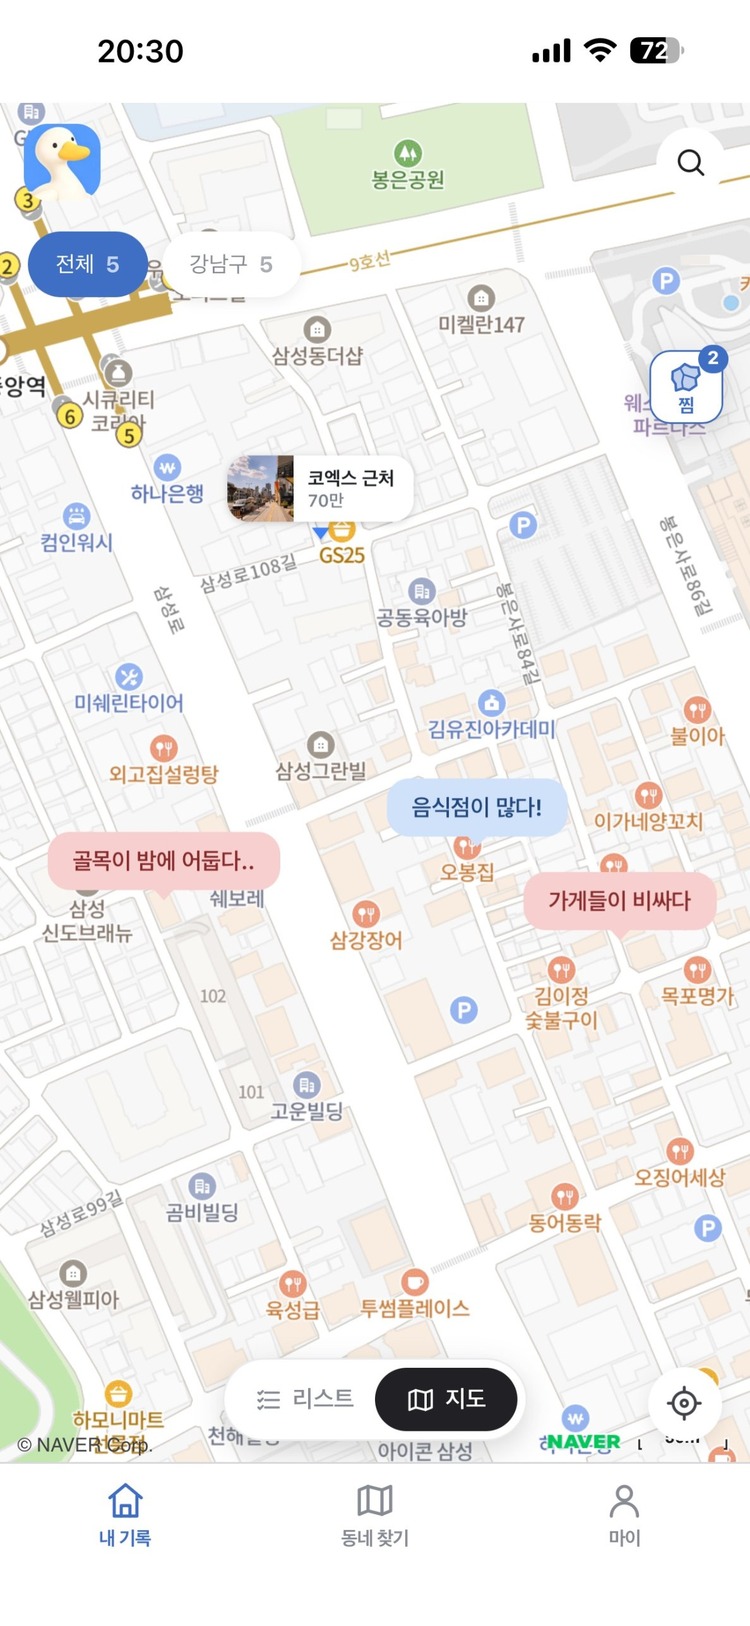 20:30
72
봉은공원
3
전체 5
강남구 5
2
9호선
P
미켈란147
삼성동더샵
2
찜
6
시큐리티
코리아
5
파르나스
코엑스 근처
70만
하나은행
컴인워시
P
GS25
삼성로108길
삼성로
공동육아방
봉은사로84길
봉은사로86길
미쉐린타이어
김유진아카데미
불이아
외고집설렁탕
삼성그란빌
음식점이 많다!
이가네양꼬치
골목이 밤에 어둡다..
오봉집
가게들이 비싸다
쉐보레
삼성
신도브래뉴
삼강장어
102
P
김이정
숯불구이
목포명가
101
고운빌딩
오징어세상
삼성로99길
곰비빌딩
동어동락
P
삼성웰피아
육성급
투썸플레이스
리스트
지도
하모니마트
선릉점
© NAVER Corp.
아이콘 삼성
NAVER
내 기록
동네 찾기
마이